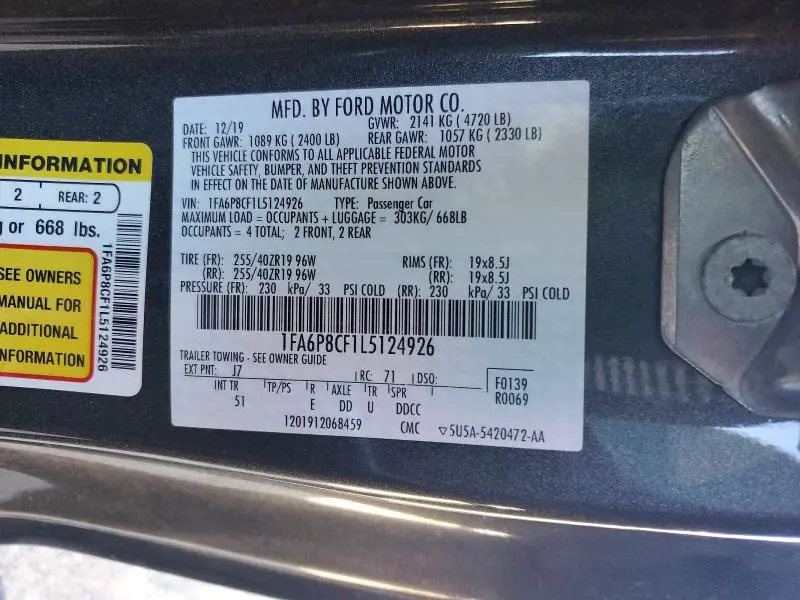 MFD. BY FORD MOTOR CO.
DATE: 12/19 GVWR: 2141 KG ( 4720 LB)
FRONT GAWR: 1089 KG ( 2400 LB) REAR GAWR: 1057 KG ( 2330 LB)
THIS VEHICLE CONFORMS TO ALL APPLICABLE FEDERAL MOTOR
VEHICLE SAFETY, BUMPER, AND THEFT PREVENTION STANDARDS
IN EFFECT ON THE DATE OF MANUFACTURE SHOWN ABOVE.
VIN: 1FA6P8CF1L5124926 TYPE: Passenger Car
MAXIMUM LOAD = OCCUPANTS + LUGGAGE = 303KG/ 668LB
OCCUPANTS = 4 TOTAL; 2 FRONT, 2 REAR
TIRE (FR): 255/40ZR19 96W RIMS (FR): 19x8.5J
(RR): 255/40ZR19 96W (RR): 19x8.5J
PRESSURE (FR): 230 kPa/ 33 PSI COLD (RR): 230 kPa/ 33 PSI COLD
1FA6P8CF1L5124926
TRAILER TOWING - SEE OWNER GUIDE
EXT PNT: J7 RC: 71 DSO: F0139
INT TR TP/PS R AXLE TR SPR R0069
51 E DD U DDCC
1201912068459 CMC ▽5U5A-5420472-AA
INFORMATION
2 REAR: 2
g or 668 lbs.
SEE OWNERS
MANUAL FOR
ADDITIONAL
INFORMATION
1FA6P8CF1L5124926